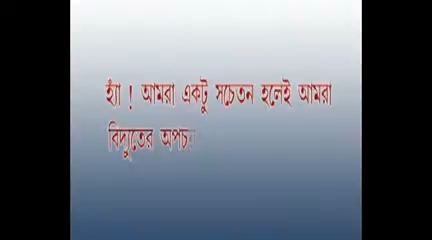 হ্যাঁ ! আমরা একটু সচেতন হলেই আমরা
বিদ্যুতের অপচ